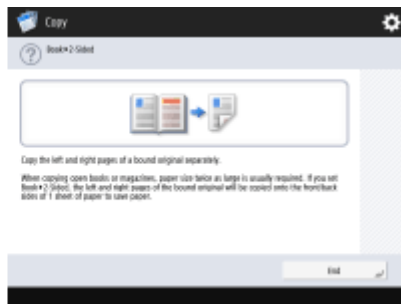 Copy
Book▸2-Sided
Copy the left and right pages of a bound original separately.
When copying open books or magazines, paper size twice as large is usually required. If you set
Book▸2-Sided, the left and right pages of the bound original will be copied onto the front/back
sides of 1 sheet of paper to save paper.
End